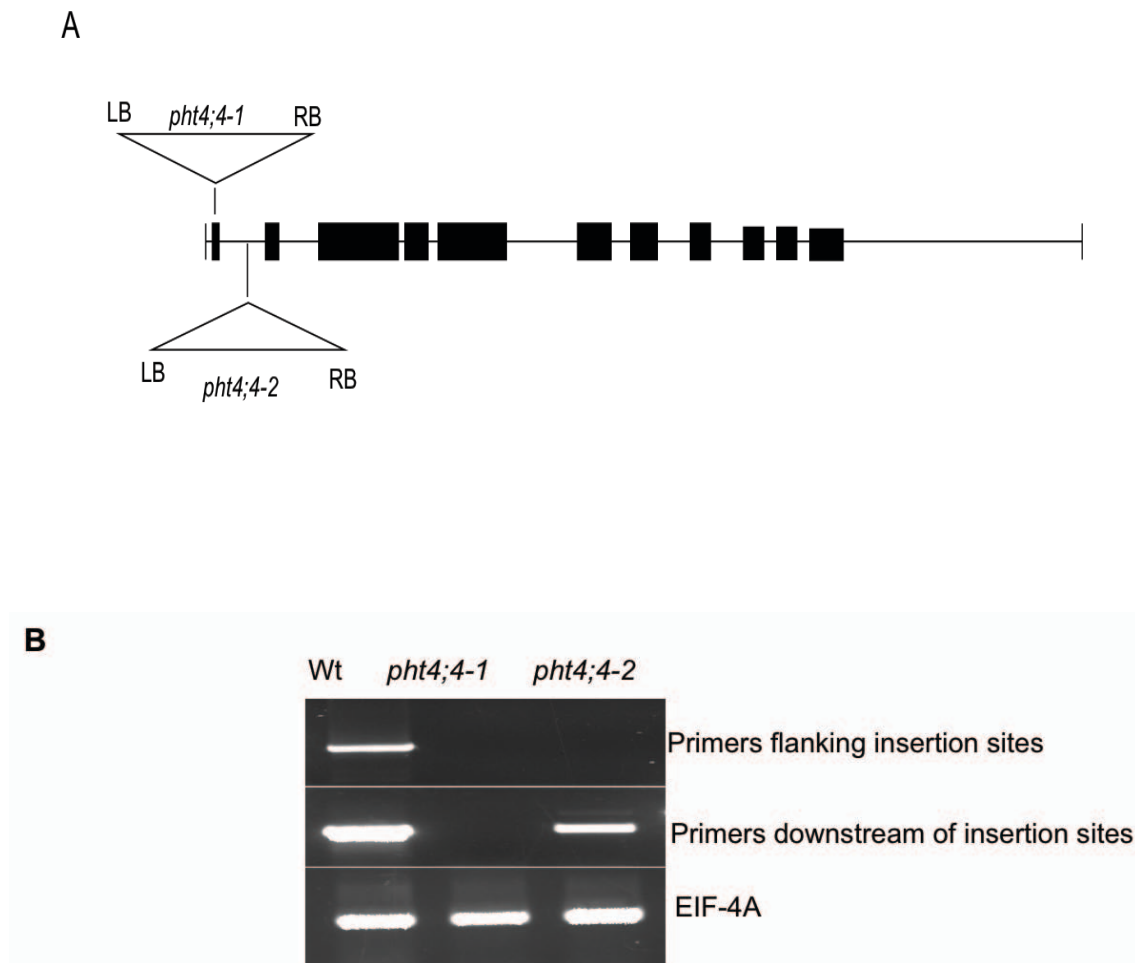 A
LB pht4;4-1 RB
LB pht4;4-2 RB
B
Wt pht4;4-1 pht4;4-2
Primers flanking insertion sites
Primers downstream of insertion sites
EIF-4A